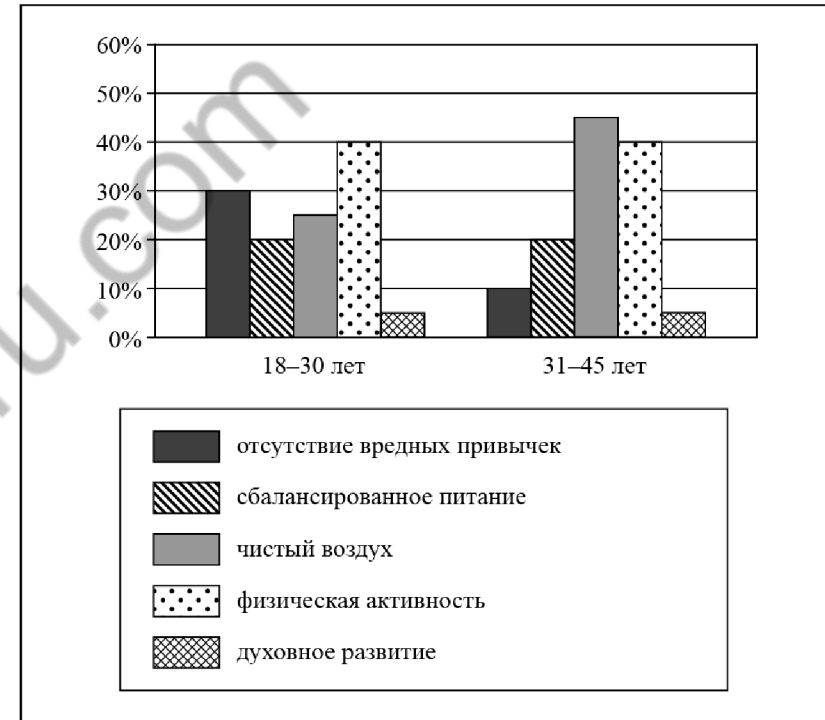 60%
50%
40%
30%
20%
10%
0%
18–30 лет 31–45 лет
отсутствие вредных привычек
сбалансированное питание
чистый воздух
физическая активность
духовное развитие
u.com